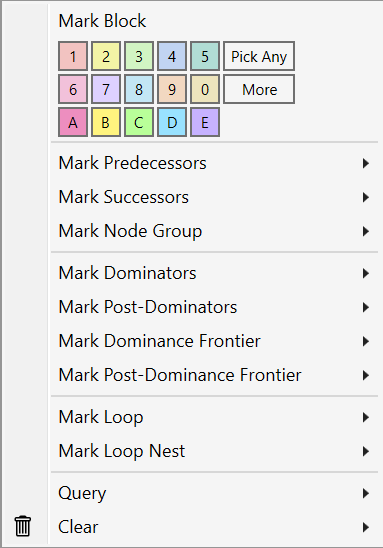 Mark Block
1 2 3 4 5 Pick Any
6 7 8 9 0 More
A B C D E
Mark Predecessors
Mark Successors
Mark Node Group
Mark Dominators
Mark Post-Dominators
Mark Dominance Frontier
Mark Post-Dominance Frontier
Mark Loop
Mark Loop Nest
Query
Clear